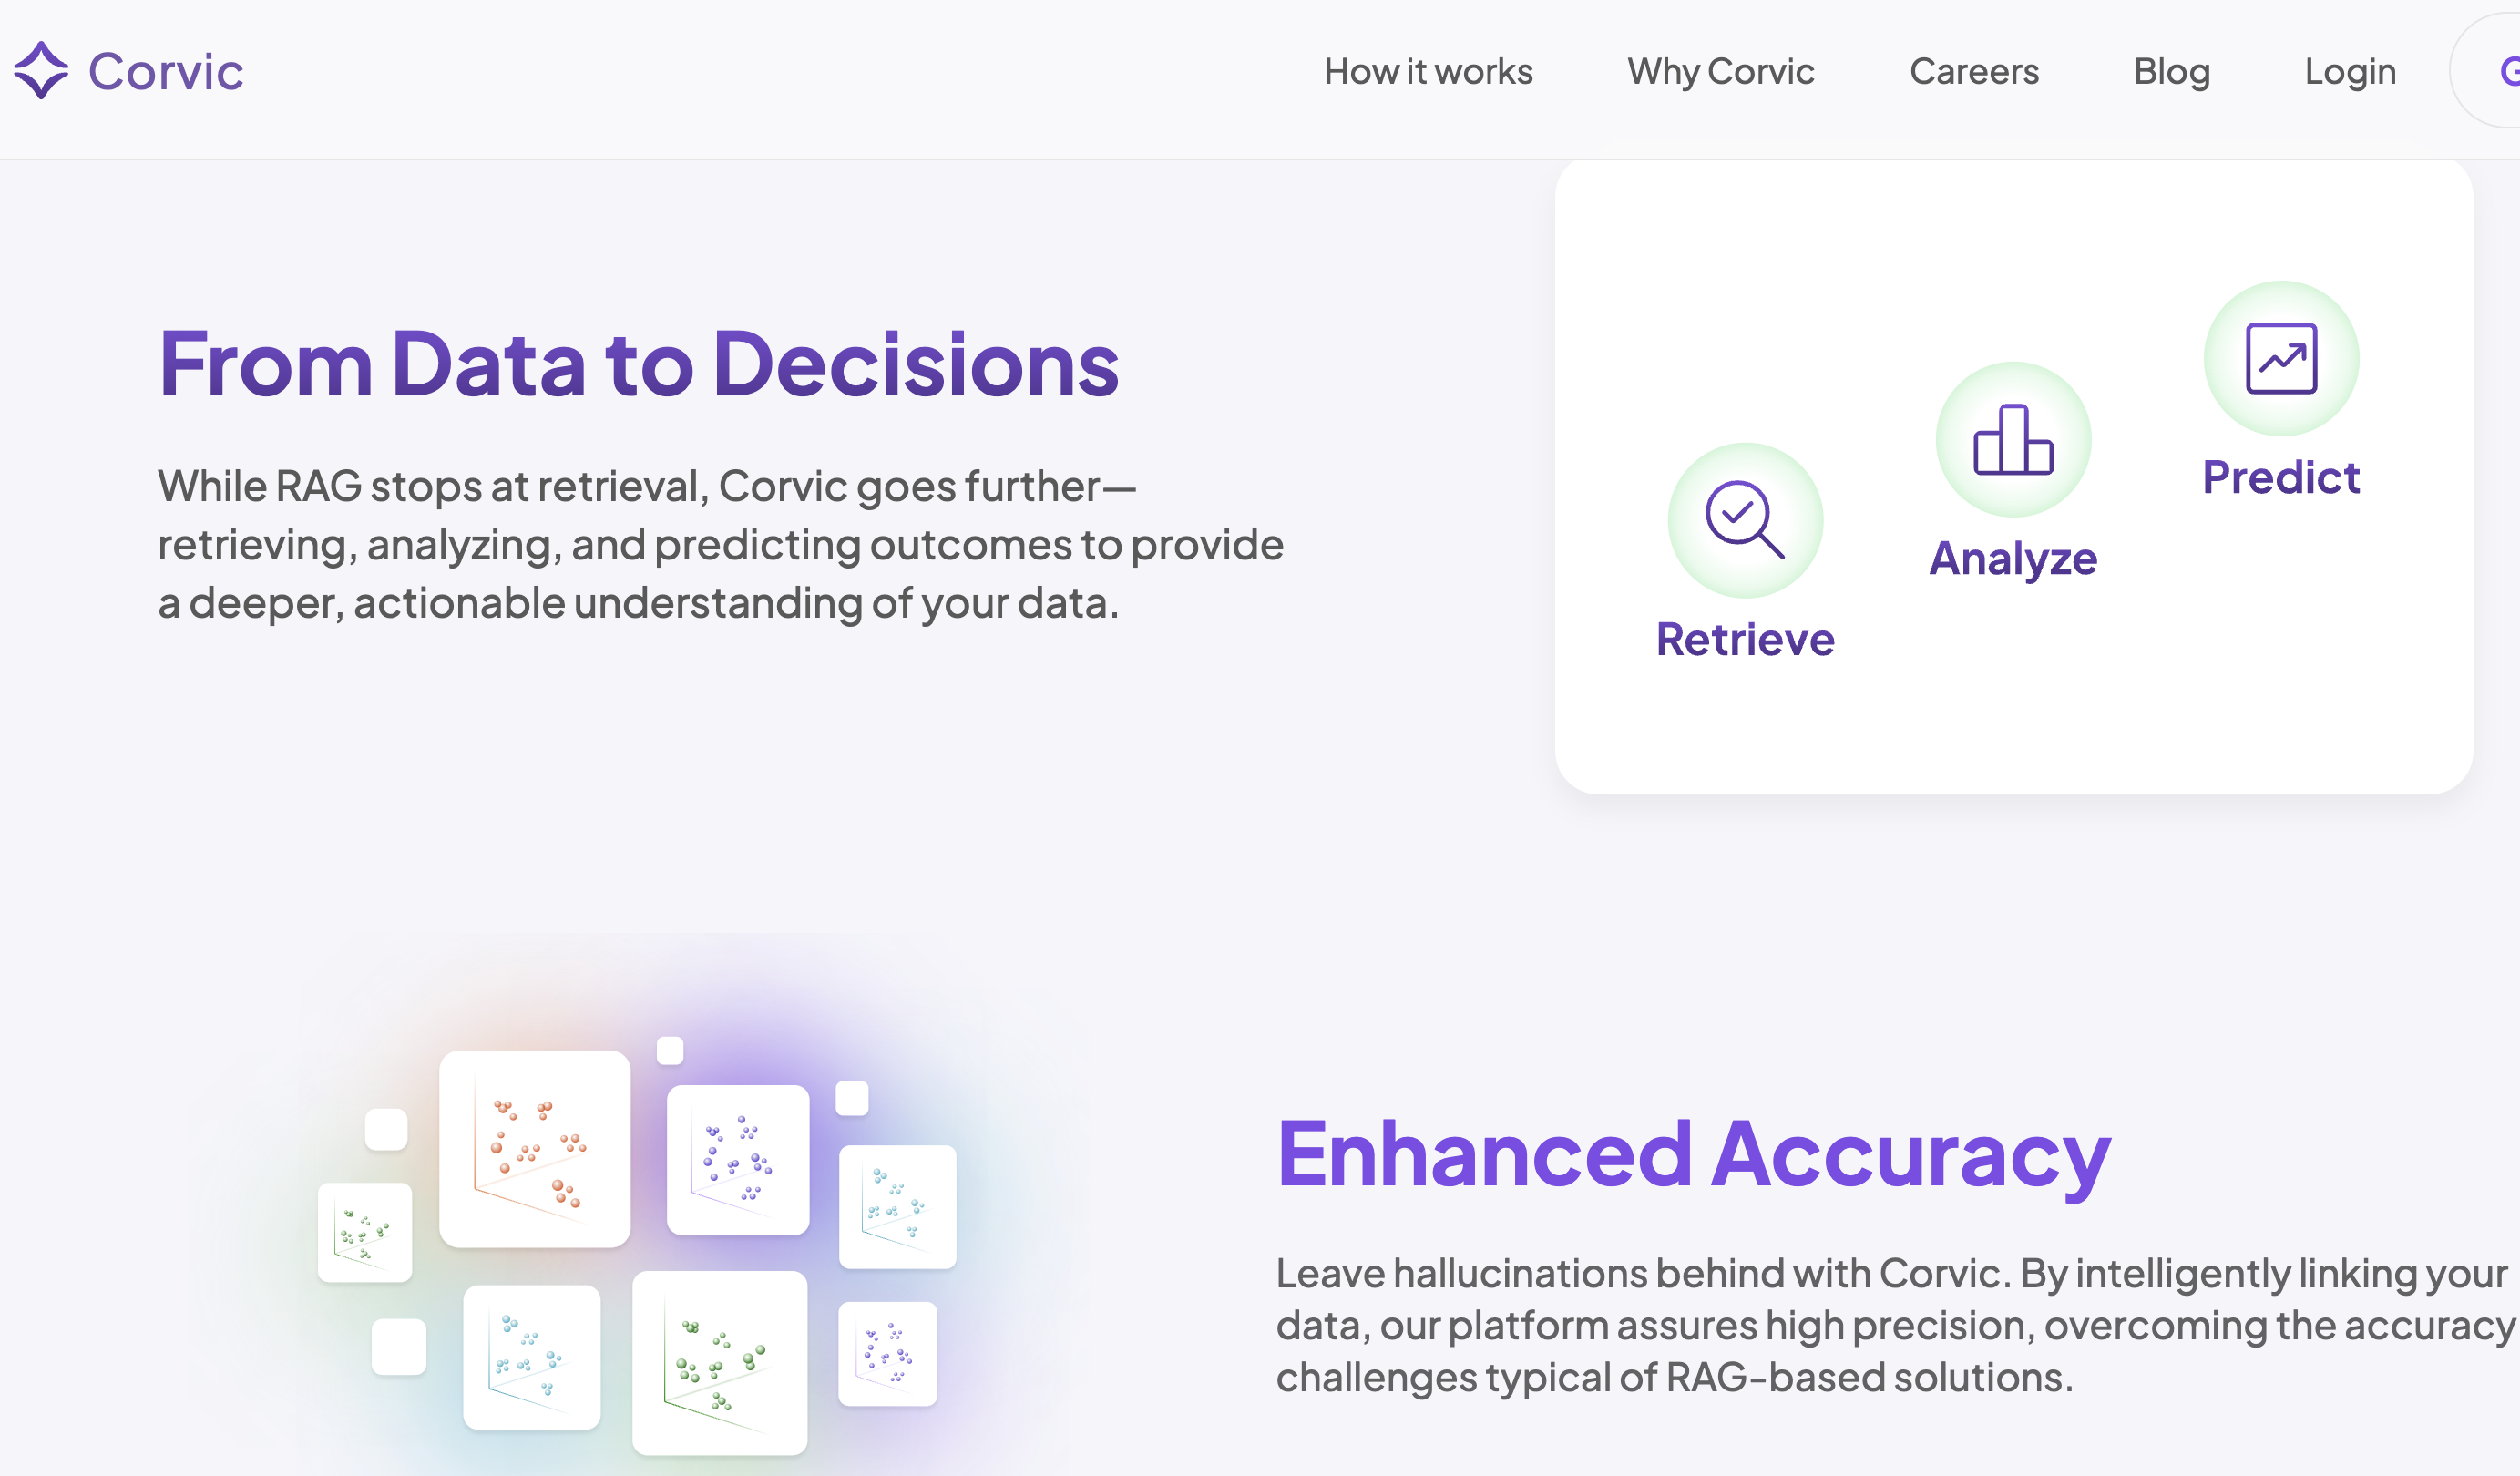 Corvic
How it works
Why Corvic
Careers
Blog
Login
From Data to Decisions
While RAG stops at retrieval, Corvic goes further—
retrieving, analyzing, and predicting outcomes to provide
a deeper, actionable understanding of your data.
Predict
Analyze
Retrieve
Enhanced Accuracy
Leave hallucinations behind with Corvic. By intelligently linking your
data, our platform assures high precision, overcoming the accuracy
challenges typical of RAG-based solutions.